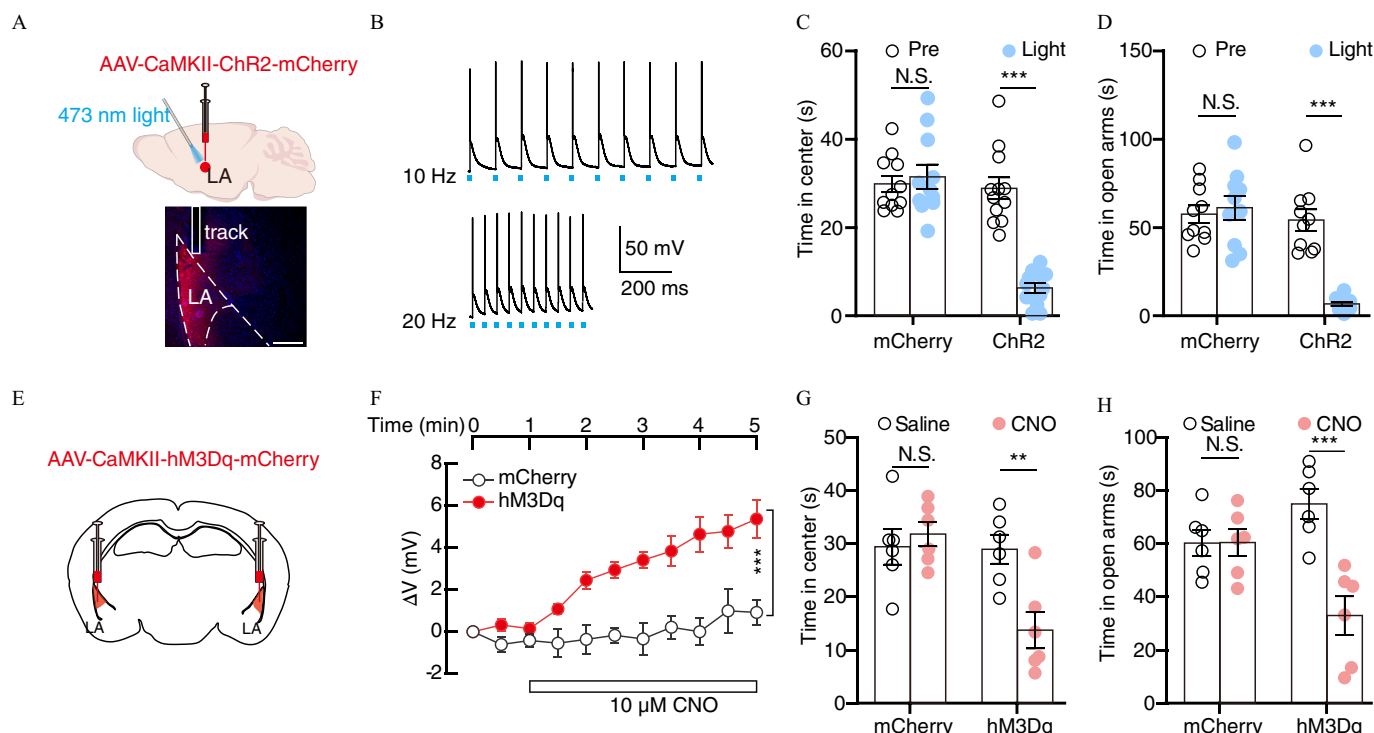 A
AAV-CaMKII-ChR2-mCherry
473 nm light
LA
track
LA
B
10 Hz
20 Hz
50 mV
200 ms
C
Pre
Light
N.S.
***
Time in center (s)
60
40
20
0
mCherry
ChR2
D
Pre
Light
N.S.
***
Time in open arms (s)
150
100
50
0
mCherry
ChR2
E
AAV-CaMKII-hM3Dq-mCherry
LA
LA
F
Time (min)
0
1
2
3
4
5
mCherry
hM3Dq
ΔV (mV)
8
6
4
2
0
-2
***
10 µM CNO
G
Saline
CNO
N.S.
**
Time in center (s)
50
40
30
20
10
0
mCherry
hM3Dq
H
Saline
CNO
N.S.
***
Time in open arms (s)
100
80
60
40
20
0
mCherry
hM3Dq